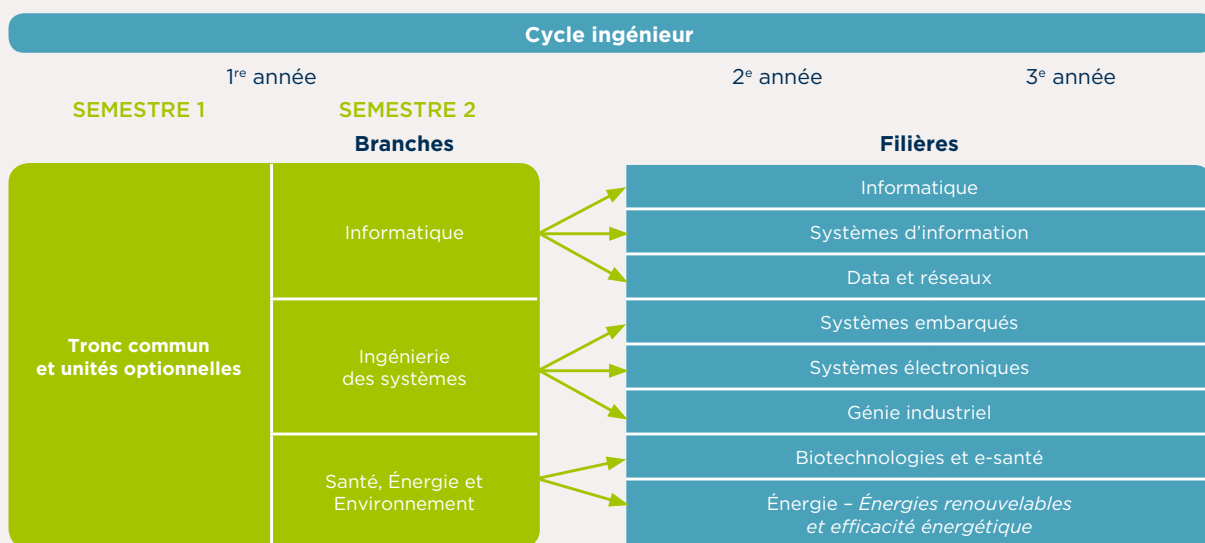 Cycle ingénieur
1re année
2e année
3e année
SEMESTRE 1
SEMESTRE 2
Branches
Filières
Tronc commun
et unités optionnelles
Informatique
Ingénierie
des systèmes
Santé, Énergie et
Environnement
Informatique
Systèmes d’information
Data et réseaux
Systèmes embarqués
Systèmes électroniques
Génie industriel
Biotechnologies et e-santé
Énergie – Énergies renouvelables
et efficacité énergétique